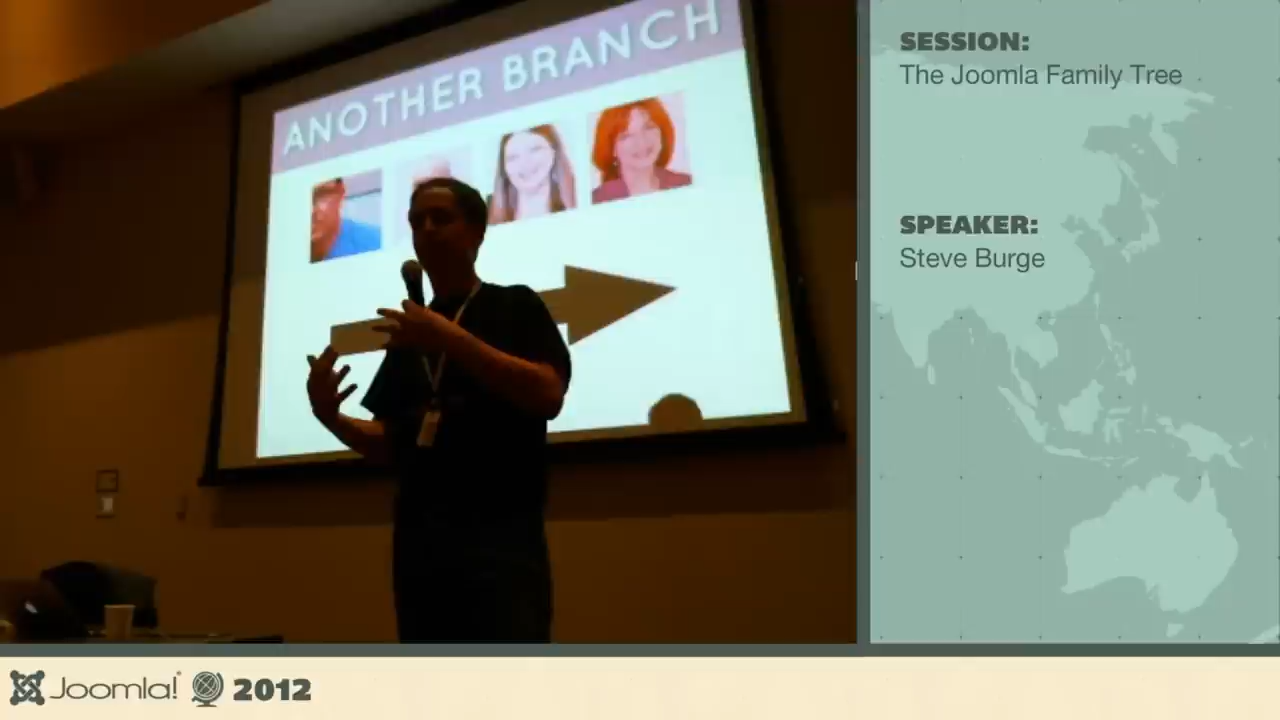 ANOTHER BRANCH
SESSION:
The Joomla Family Tree
SPEAKER:
Steve Burge
Joomla! 2012